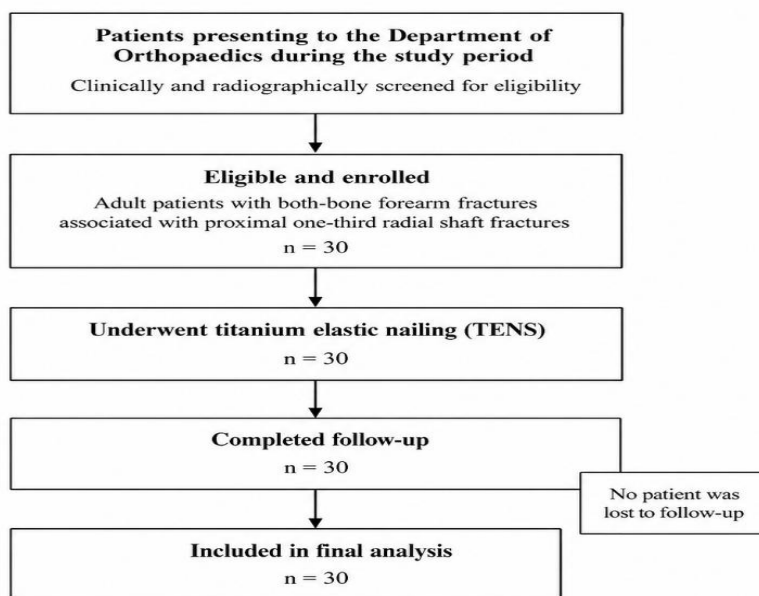 Patients presenting to the Department of
Orthopaedics during the study period
Clinically and radiographically screened for eligibility
Eligible and enrolled
Adult patients with both-bone forearm fractures
associated with proximal one-third radial shaft fractures
n = 30
Underwent titanium elastic nailing (TENS)
n = 30
Completed follow-up
n = 30
No patient was
lost to follow-up
Included in final analysis
n = 30